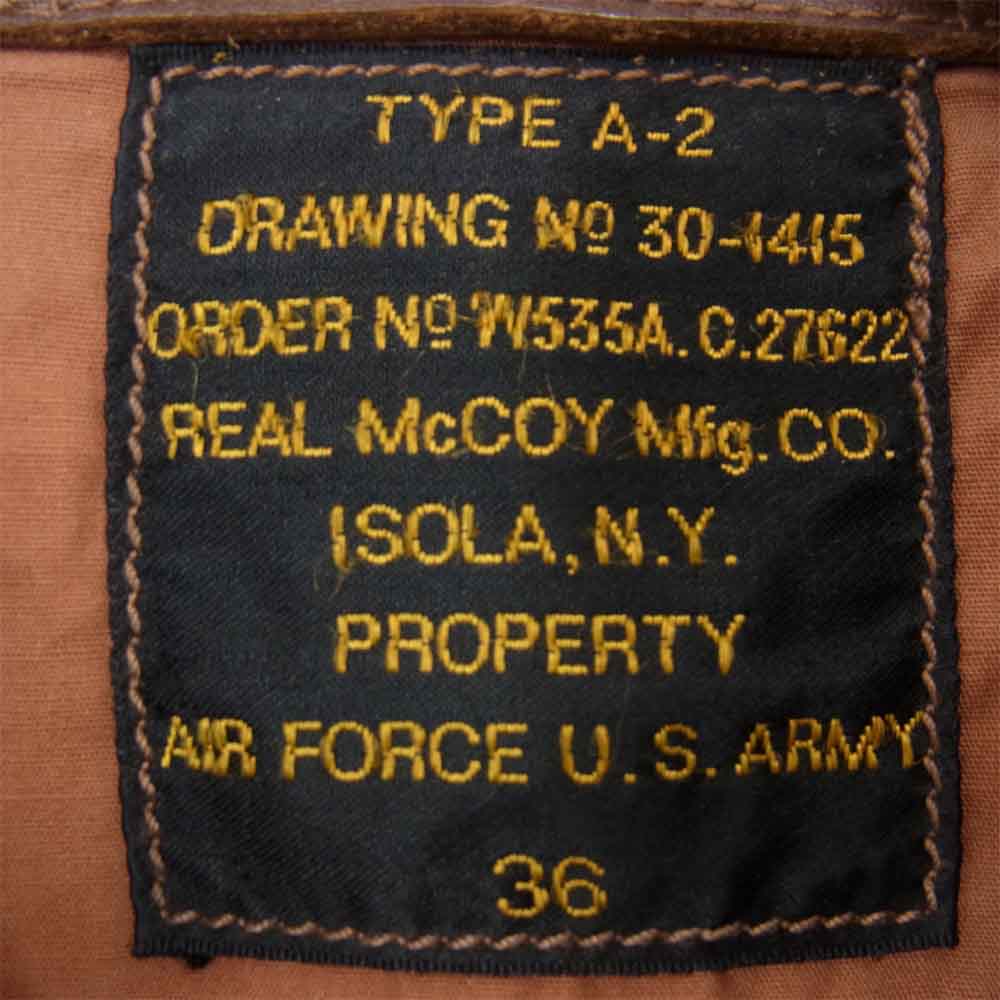 TYPE A-2
DRAWING Nº 30-1415
ORDER Nº W535A.C.27622
REAL McCOY Mfg.CO.
ISOLA, N.Y.
PROPERTY
AIR FORCE U.S. ARMY
36